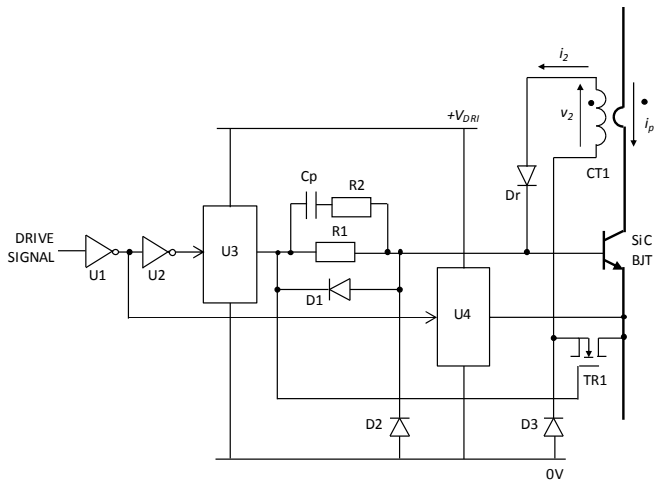 i2
+VDRI
v2
ip
CT1
Cp
R2
Dr
DRIVE
SIGNAL
U1
U2
U3
R1
SiC
BJT
D1
U4
TR1
D2
D3
0V